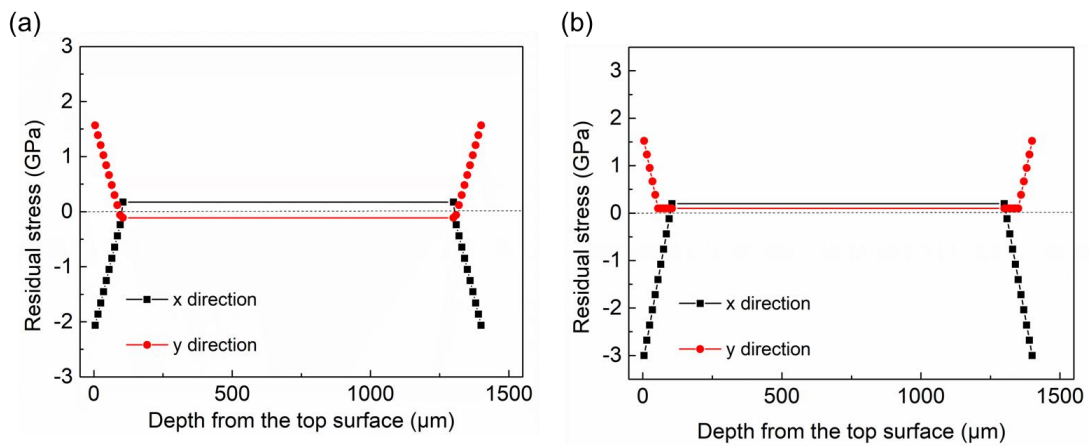 (a)
3
2
1
0
-1
-2
-3
Residual stress (GPa)
x direction
y direction
0 500 1000 1500
Depth from the top surface (μm)
(b)
3
2
1
0
-1
-2
-3
Residual stress (GPa)
x direction
y direction
0 500 1000 1500
Depth from the top surface (μm)